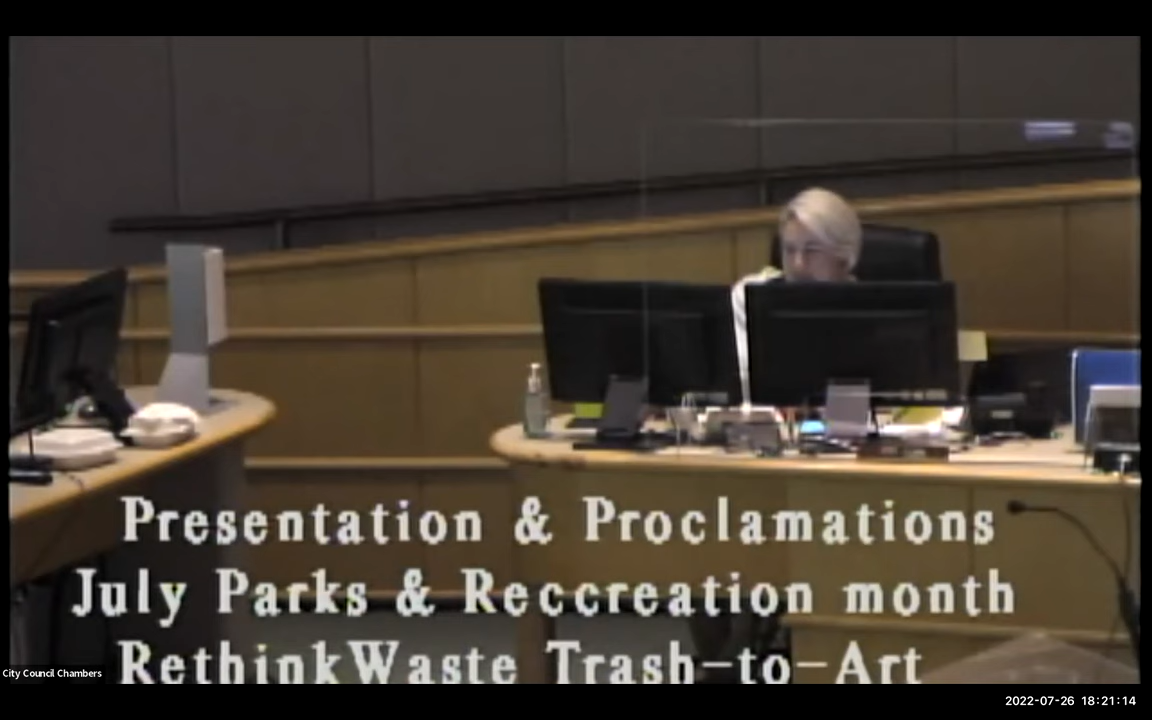 Presentation & Proclamations
July Parks & Reccreation month
RethinkWaste Trash-to-Art
City Council Chambers
2022-07-26 18:21:14